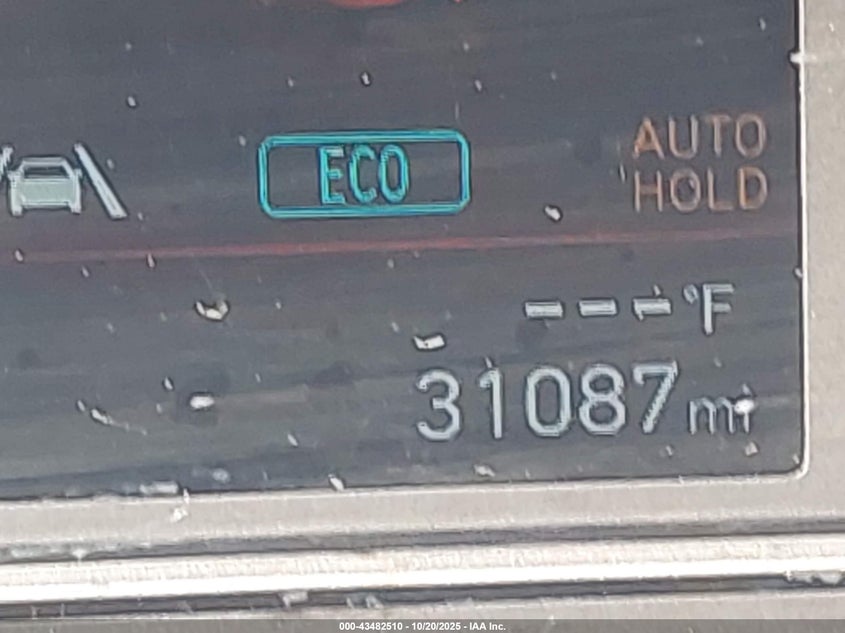 ECO
AUTO
HOLD
---°F
31087 mi
000-43482510 - 10/20/2025 - IAA Inc.